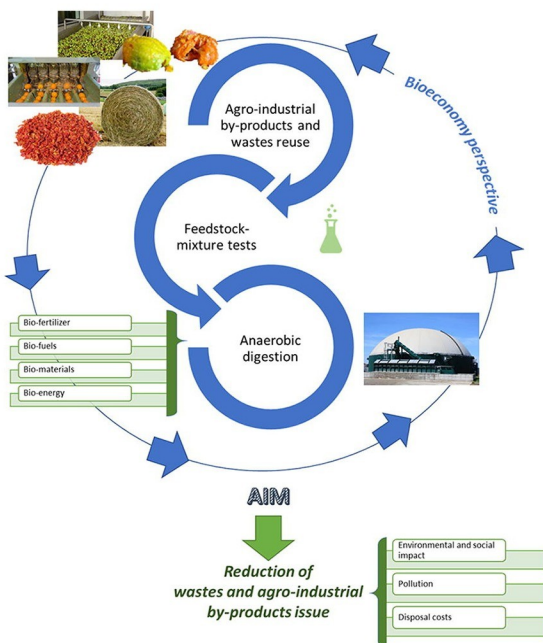 Agro-industrial
by-products and
wastes reuse
Bioeconomy perspective
Feedstock-
mixture tests
Anaerobic
digestion
Bio-fertilizer
Bio-fuels
Bio-materials
Bio-energy
AIM
Reduction of
wastes and agro-industrial
by-products issue
Environmental and social
impact
Pollution
Disposal costs